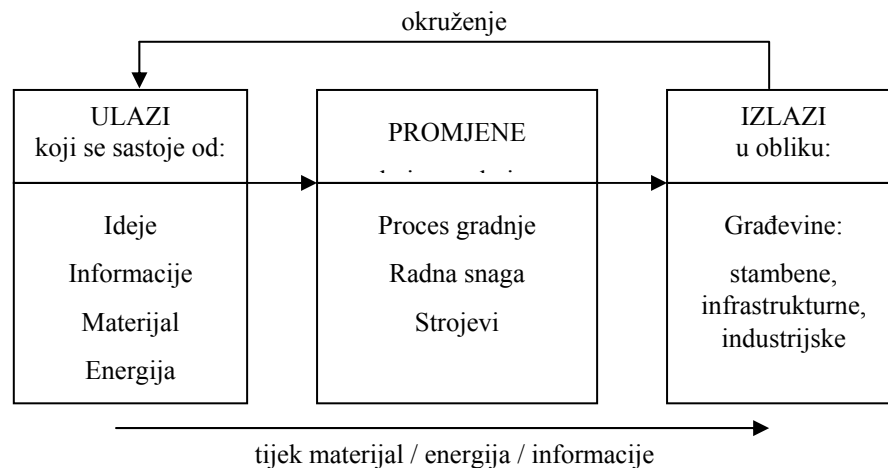 okruženje
ULAZI
koji se sastoje od:
Ideje
Informacije
Materijal
Energija
PROMJENE
Proces gradnje
Radna snaga
Strojevi
IZLAZI
u obliku:
Građevine:
stambene,
infrastrukturne,
industrijske
tijek materijal / energija / informacije